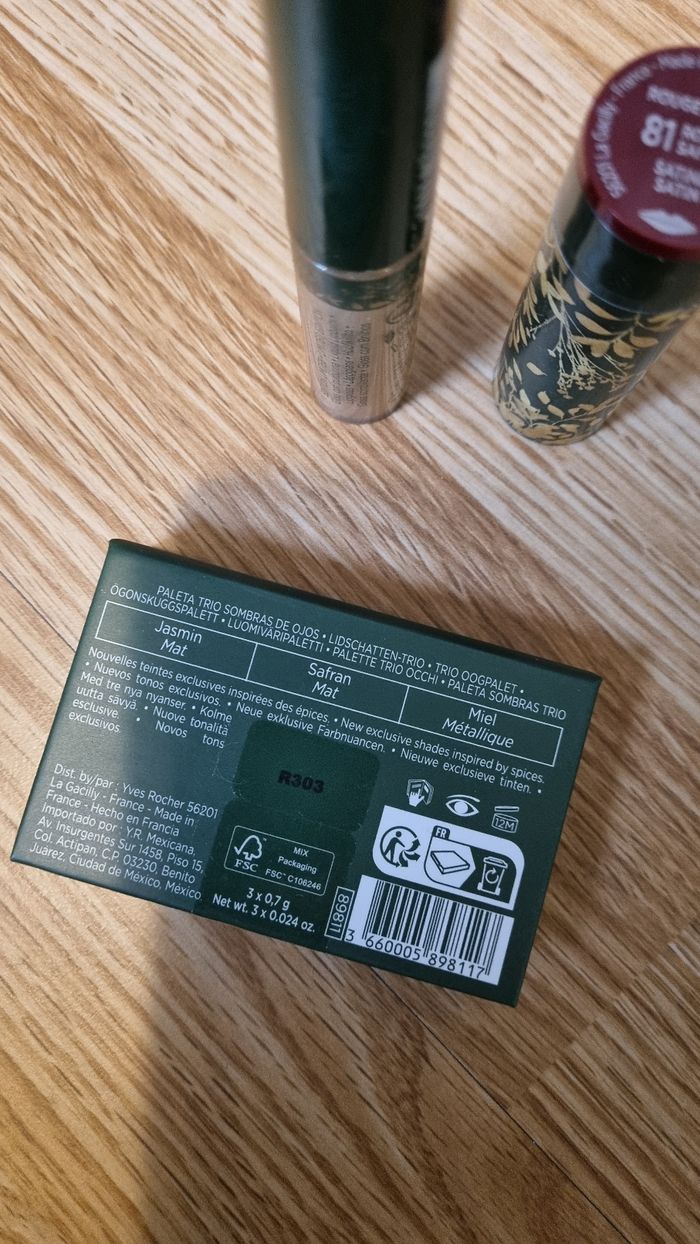 ROUGE
81
SATIN
PALETA TRIO SOMBRAS DE OJOS • LIDSCHATTEN-TRIO • TRIO OOGPALET •
ÖGONSKUGGSPALETT • LUOMIVÄRIPALETTI • PALETTE TRIO OCCHI • PALETA SOMBRAS TRIO
Jasmin
Mat
Safran
Mat
Miel
Métallique
Nouvelles teintes exclusives inspirées des épices. • New exclusive shades inspired by spices.
• Nuevos tonos exclusivos. • Neue exklusive Farbnuancen. • Nieuwe exclusieve tinten. •
Med tre nya nyanser. • Kolme
uutta sävyä. • Nuove tonalità
esclusive. • Novos tons
exclusivos.
R303
12M
Dist. by/par : Yves Rocher 56201
La Gacilly - France - Made in
France - Hecho en Francia
Importado por : Y.R. Mexicana,
Av. Insurgentes Sur 1458, Piso 15,
Col. Actipan, C.P. 03230, Benito
Juárez, Ciudad de México, México
FSC
MIX
Packaging
FSC™ C106246
3 x 0,7 g
Net wt. 3 x 0.024 oz.
FR
89811
3 660005 898117